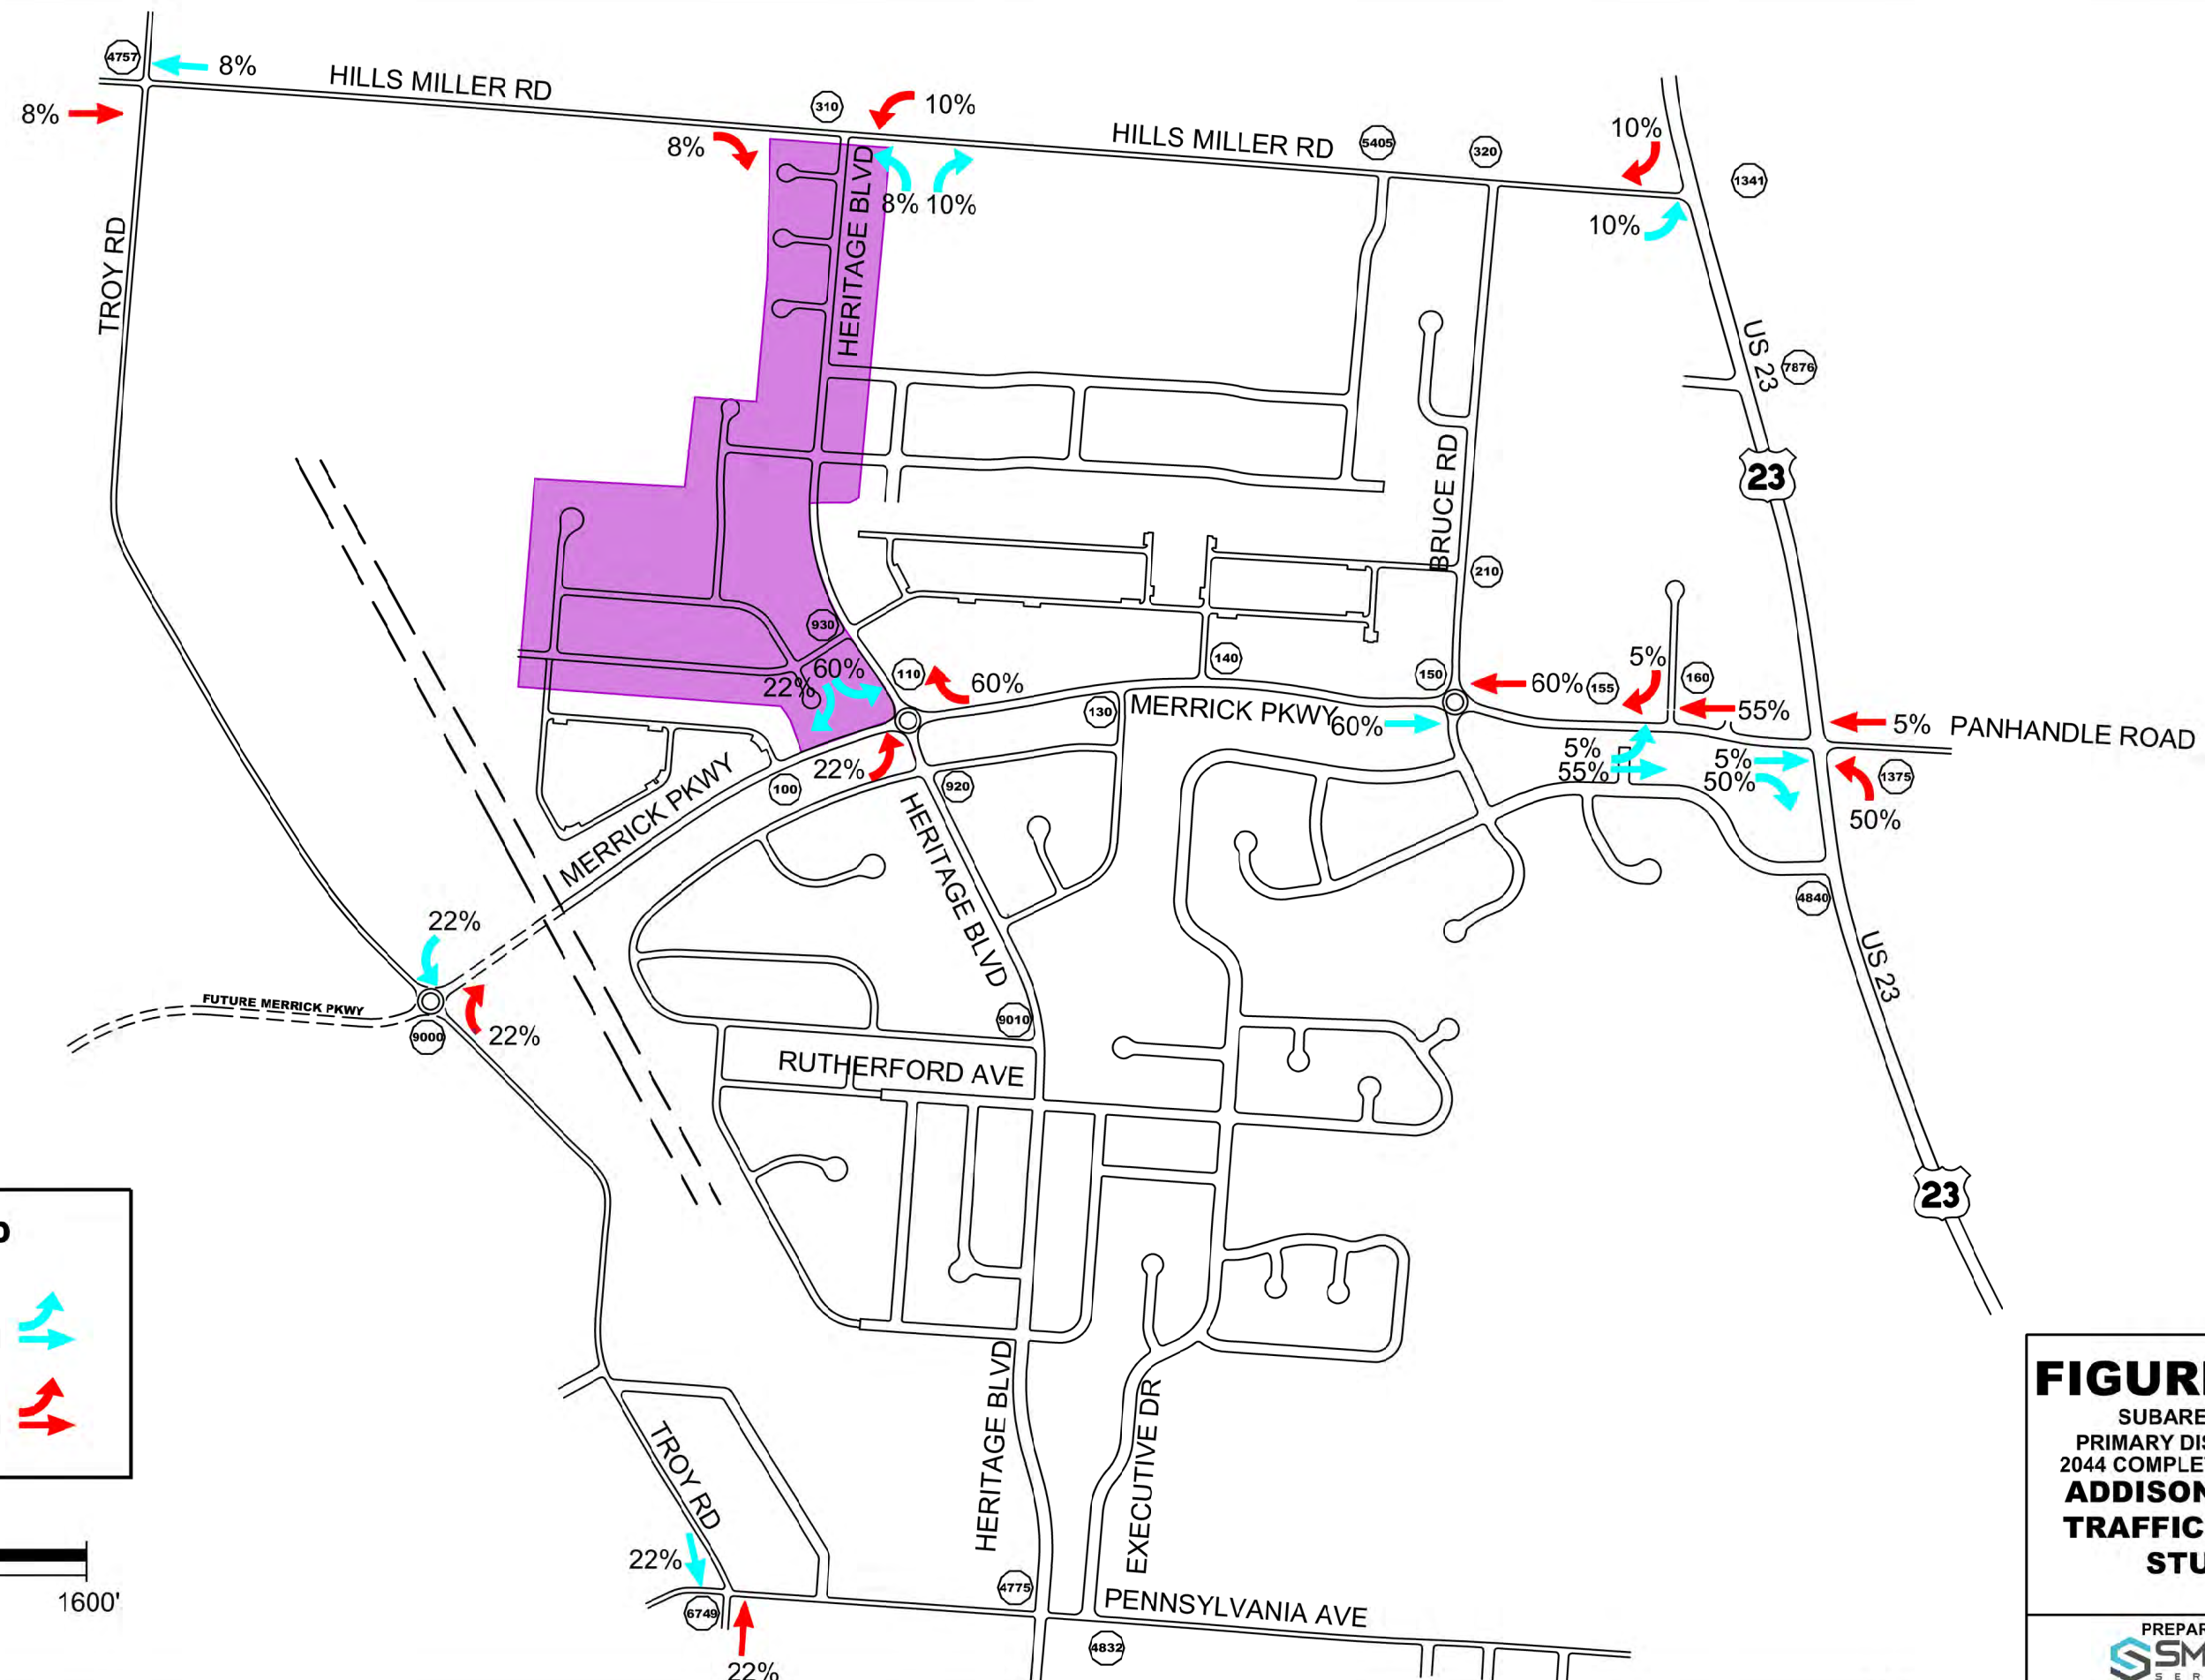 4757
8%
HILLS MILLER RD
8%
310
10%
8%
HILLS MILLER RD
5405
320
10%
1341
8% 10%
10%
HERITAGE BLVD
TROY RD
US 23
7876
23
BRUCE RD
210
930
110
140
150
155
5%
160
60%
22%
60%
60%
55%
130
MERRICK PKWY
60%
5%
PANHANDLE ROAD
5%
55%
5%
50%
1375
50%
22%
100
920
MERRICK PKWY
HERITAGE BLVD
4840
US 23
22%
FUTURE MERRICK PKWY
9000
22%
9010
RUTHERFORD AVE
23
1600'
TROY RD
HERITAGE BLVD
EXECUTIVE DR
22%
6749
22%
4775
PENNSYLVANIA AVE
4832
FIGUR
SUBARE
PRIMARY DIS
2044 COMPLE
ADDISON
TRAFFIC
STU
PREPAR
SM
SER